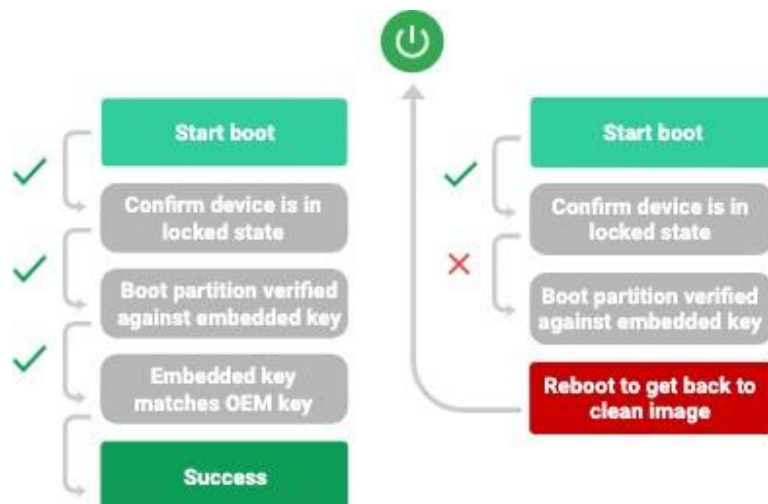 Start boot
Confirm device is in
locked state
Boot partition verified
against embedded key
Embedded key
matches OEM key
Success
Start boot
Confirm device is in
locked state
Boot partition verified
against embedded key
Reboot to get back to
clean image